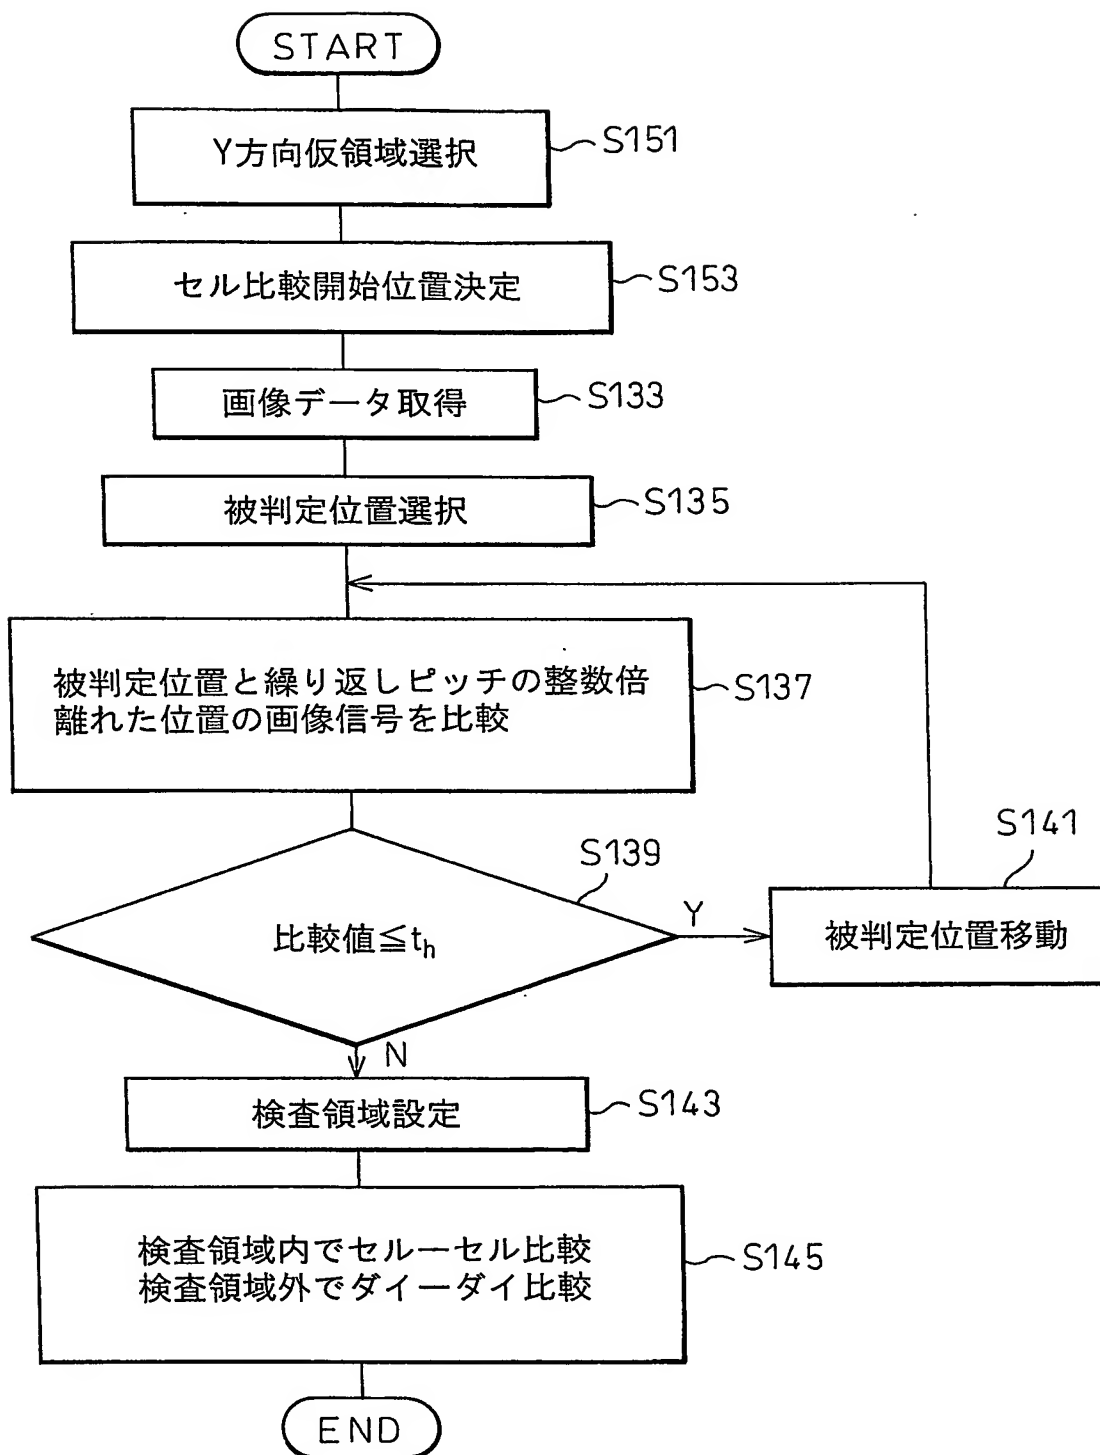 START
Y方向仮領域選択
S151
セル比較開始位置決定
S153
画像データ取得
S133
被判定位置選択
S135
被判定位置と繰り返しピッチの整数倍
離れた位置の画像信号を比較
S137
比較値≦th
S139
Y
S141
被判定位置移動
N
検査領域設定
S143
検査領域内でセルーセル比較
検査領域外でダイーダイ比較
S145
END